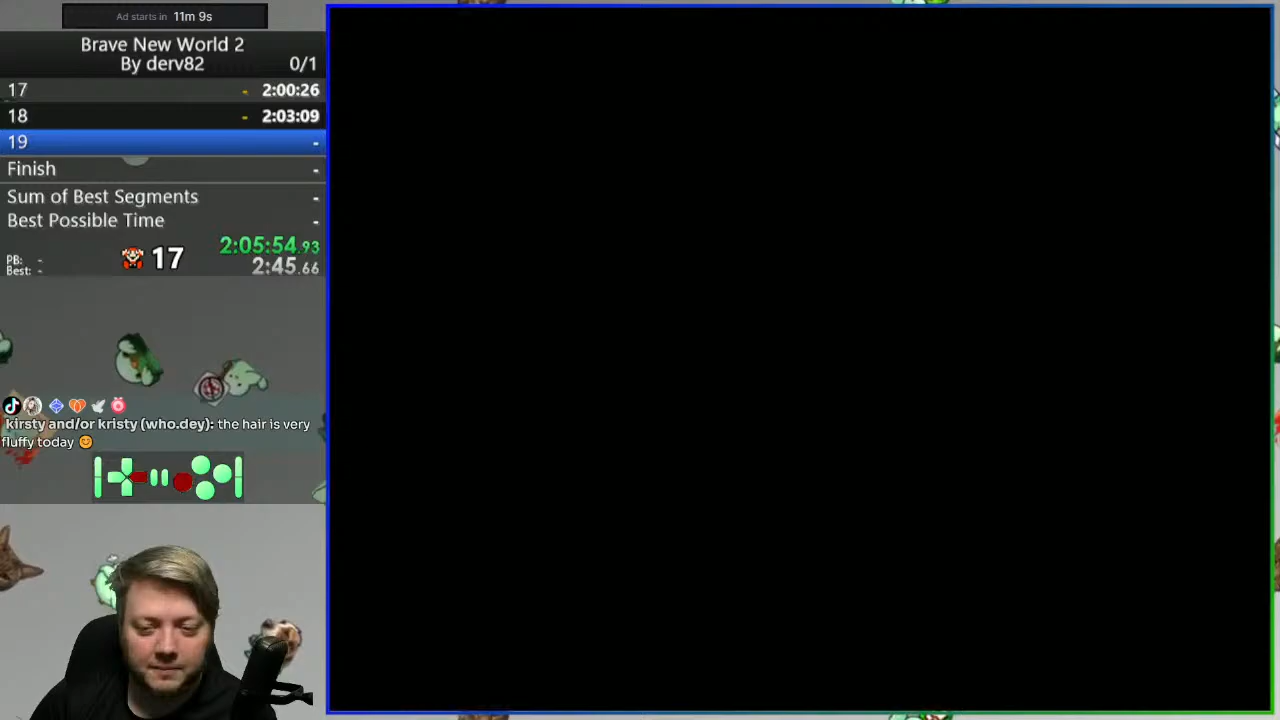 Ad starts in 11m 9s
Brave New World 2
By derv82 0/1
17 - 2:00:26
18 - 2:03:09
19 -
Finish -
Sum of Best Segments -
Best Possible Time -
PB: -
Best: -
17
2:05:54.93
2:45.66
kirsty and/or kristy (who.dey): the hair is very
fluffy today 😊